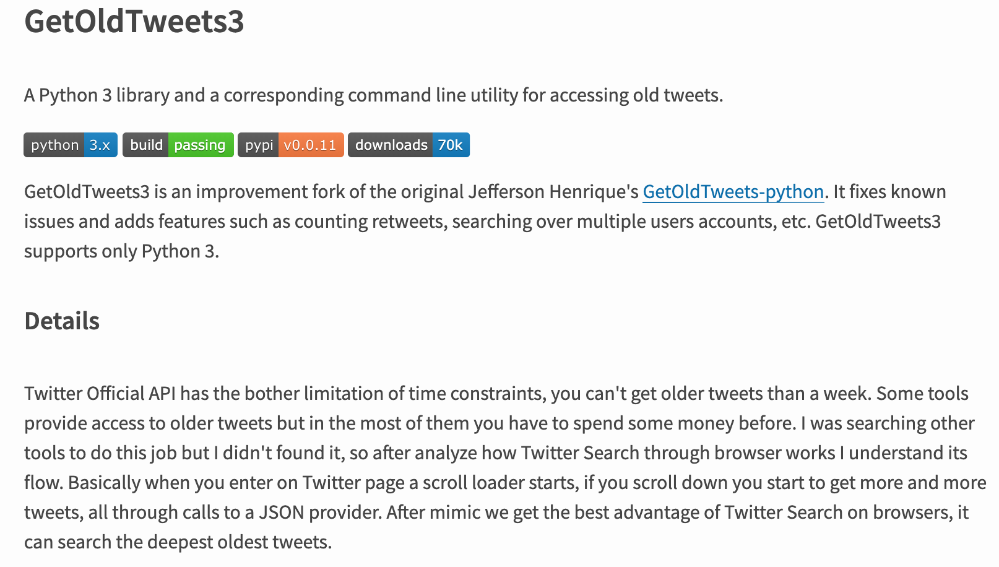 GetOldTweets3
A Python 3 library and a corresponding command line utility for accessing old tweets.
python 3.x build passing pypi v0.0.11 downloads 70k
GetOldTweets3 is an improvement fork of the original Jefferson Henrique's GetOldTweets-python. It fixes known
issues and adds features such as counting retweets, searching over multiple users accounts, etc. GetOldTweets3
supports only Python 3.
Details
Twitter Official API has the bother limitation of time constraints, you can't get older tweets than a week. Some tools
provide access to older tweets but in the most of them you have to spend some money before. I was searching other
tools to do this job but I didn't found it, so after analyze how Twitter Search through browser works I understand its
flow. Basically when you enter on Twitter page a scroll loader starts, if you scroll down you start to get more and more
tweets, all through calls to a JSON provider. After mimic we get the best advantage of Twitter Search on browsers, it
can search the deepest oldest tweets.